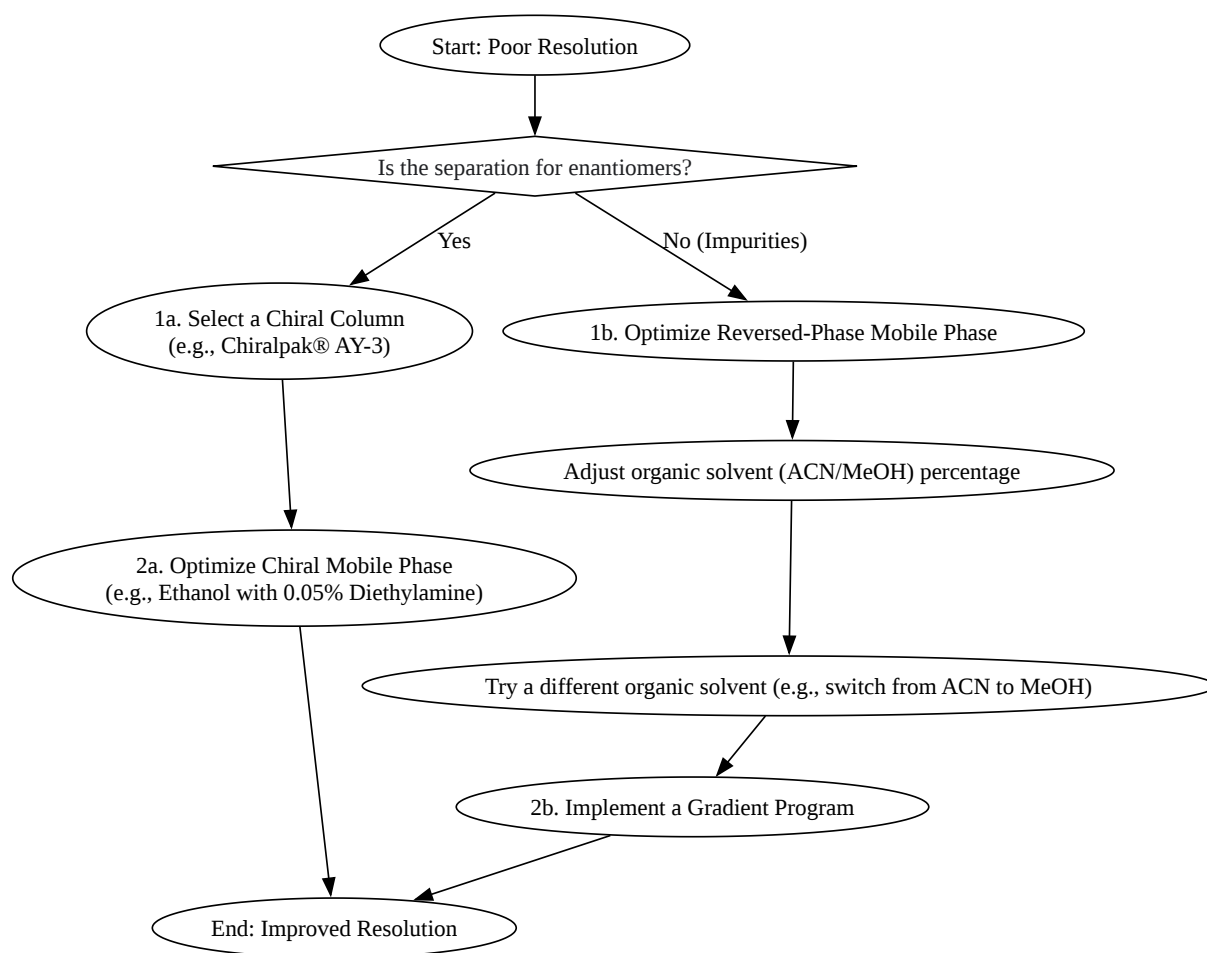 Start: Poor Resolution
Is the separation for enantiomers?
Yes
No (Impurities)
1a. Select a Chiral Column
(e.g., Chiralpak® AY-3)
1b. Optimize Reversed-Phase Mobile Phase
Adjust organic solvent (ACN/MeOH) percentage
2a. Optimize Chiral Mobile Phase
(e.g., Ethanol with 0.05% Diethylamine)
Try a different organic solvent (e.g., switch from ACN to MeOH)
2b. Implement a Gradient Program
End: Improved Resolution